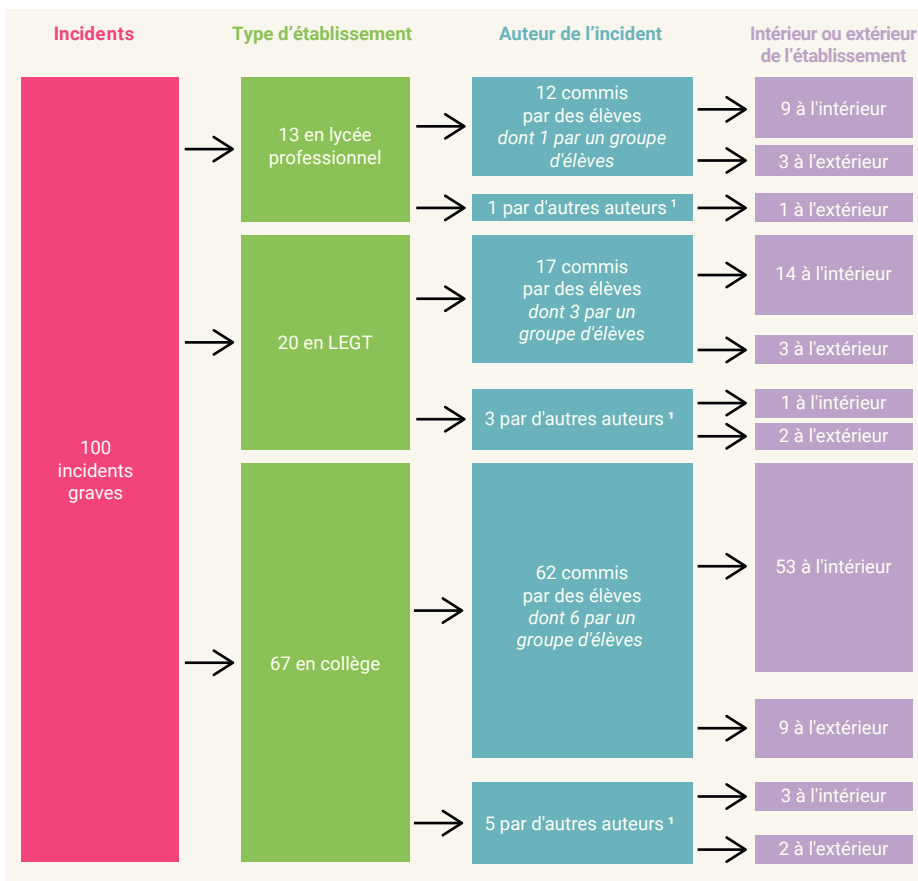 Incidents
Type d’établissement
Auteur de l’incident
Intérieur ou extérieur
de l’établissement
100
incidents
graves
13 en lycée
professionnel
12 commis
par des élèves
dont 1 par un groupe
d'élèves
9 à l'intérieur
3 à l'extérieur
1 par d'autres auteurs ¹
1 à l'extérieur
20 en LEGT
17 commis
par des élèves
dont 3 par un
groupe d'élèves
14 à l'intérieur
3 à l'extérieur
3 par d'autres auteurs ¹
1 à l'intérieur
2 à l'extérieur
67 en collège
62 commis
par des élèves
dont 6 par un
groupe d'élèves
53 à l'intérieur
9 à l'extérieur
5 par d'autres auteurs ¹
3 à l'intérieur
2 à l'extérieur